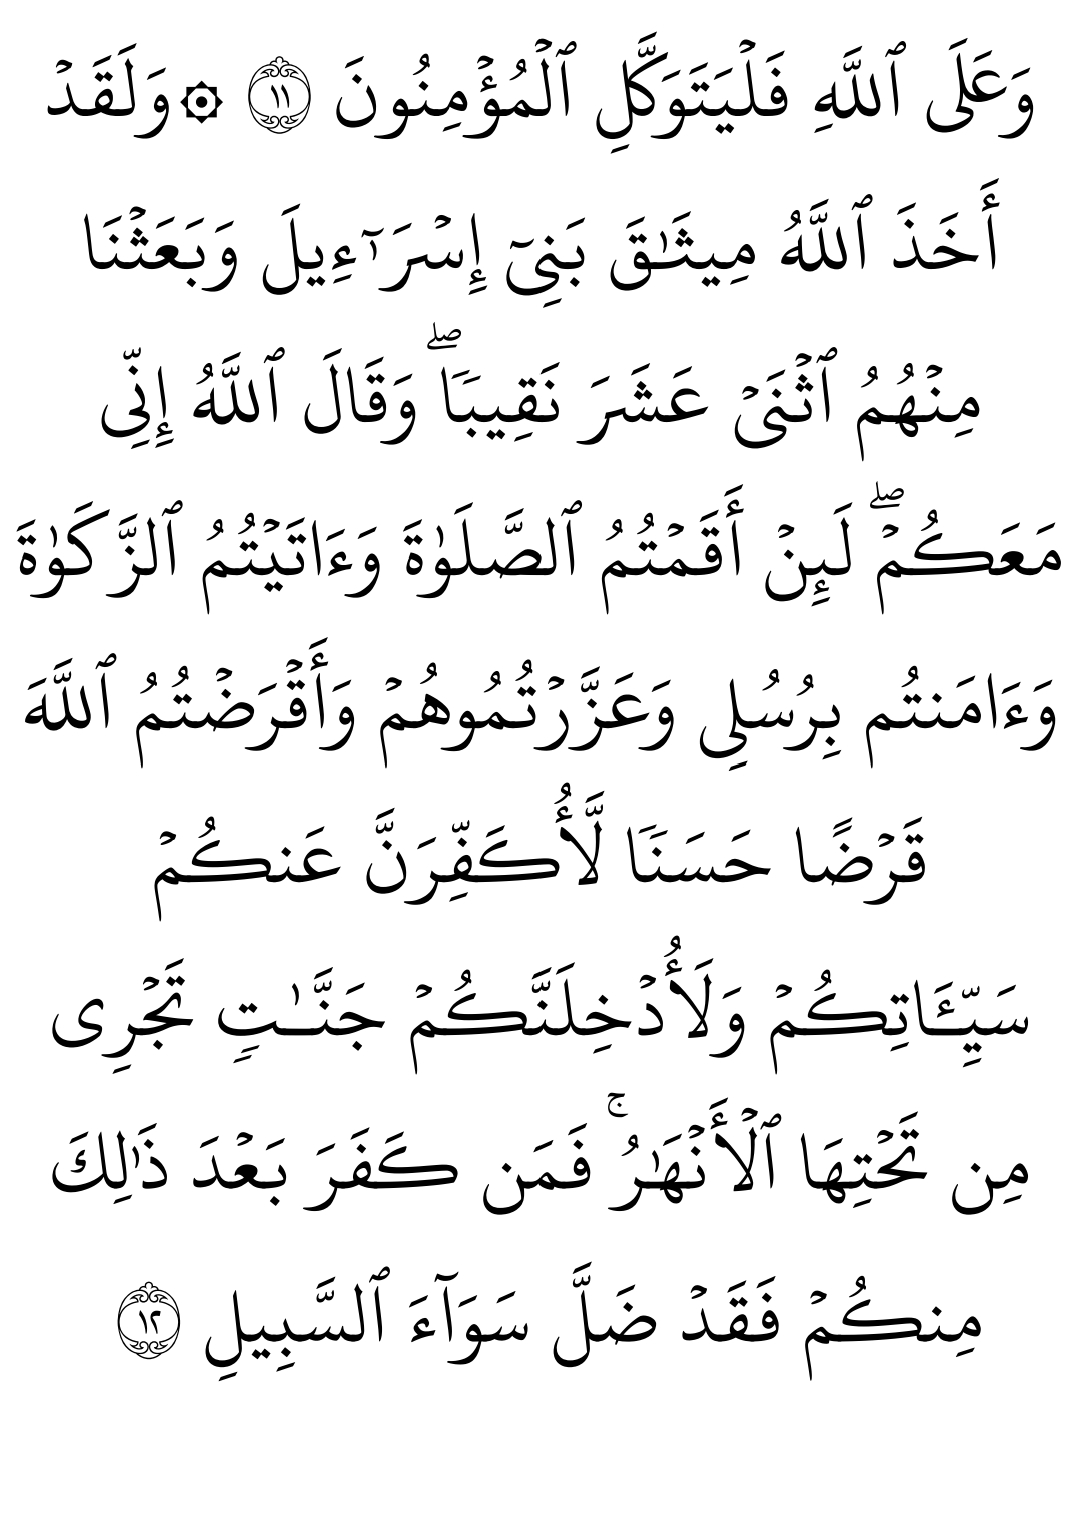 وَعَلَى ٱللَّهِ فَلۡيَتَوَكَّلِ ٱلۡمُؤۡمِنُونَ ١١ ۞ وَلَقَدۡ
أَخَذَ ٱللَّهُ مِيثَٰقَ بَنِيٓ إِسۡرَٰٓءِيلَ وَبَعَثۡنَا
مِنۡهُمُ ٱثۡنَيۡ عَشَرَ نَقِيبٗاۖ وَقَالَ ٱللَّهُ إِنِّي
مَعَكُمۡۖ لَئِنۡ أَقَمۡتُمُ ٱلصَّلَوٰةَ وَءَاتَيۡتُمُ ٱلزَّكَوٰةَ
وَءَامَنتُم بِرُسُلِي وَعَزَّرۡتُمُوهُمۡ وَأَقۡرَضۡتُمُ ٱللَّهَ
قَرۡضًا حَسَنٗا لَّأُكَفِّرَنَّ عَنكُمۡ
سَيِّـَٔاتِكُمۡ وَلَأُدۡخِلَنَّكُمۡ جَنَّـٰتٖ تَجۡرِي
مِن تَحۡتِهَا ٱلۡأَنۡهَٰرُۚ فَمَن كَفَرَ بَعۡدَ ذَٰلِكَ
مِنكُمۡ فَقَدۡ ضَلَّ سَوَآءَ ٱلسَّبِيلِ ١٢